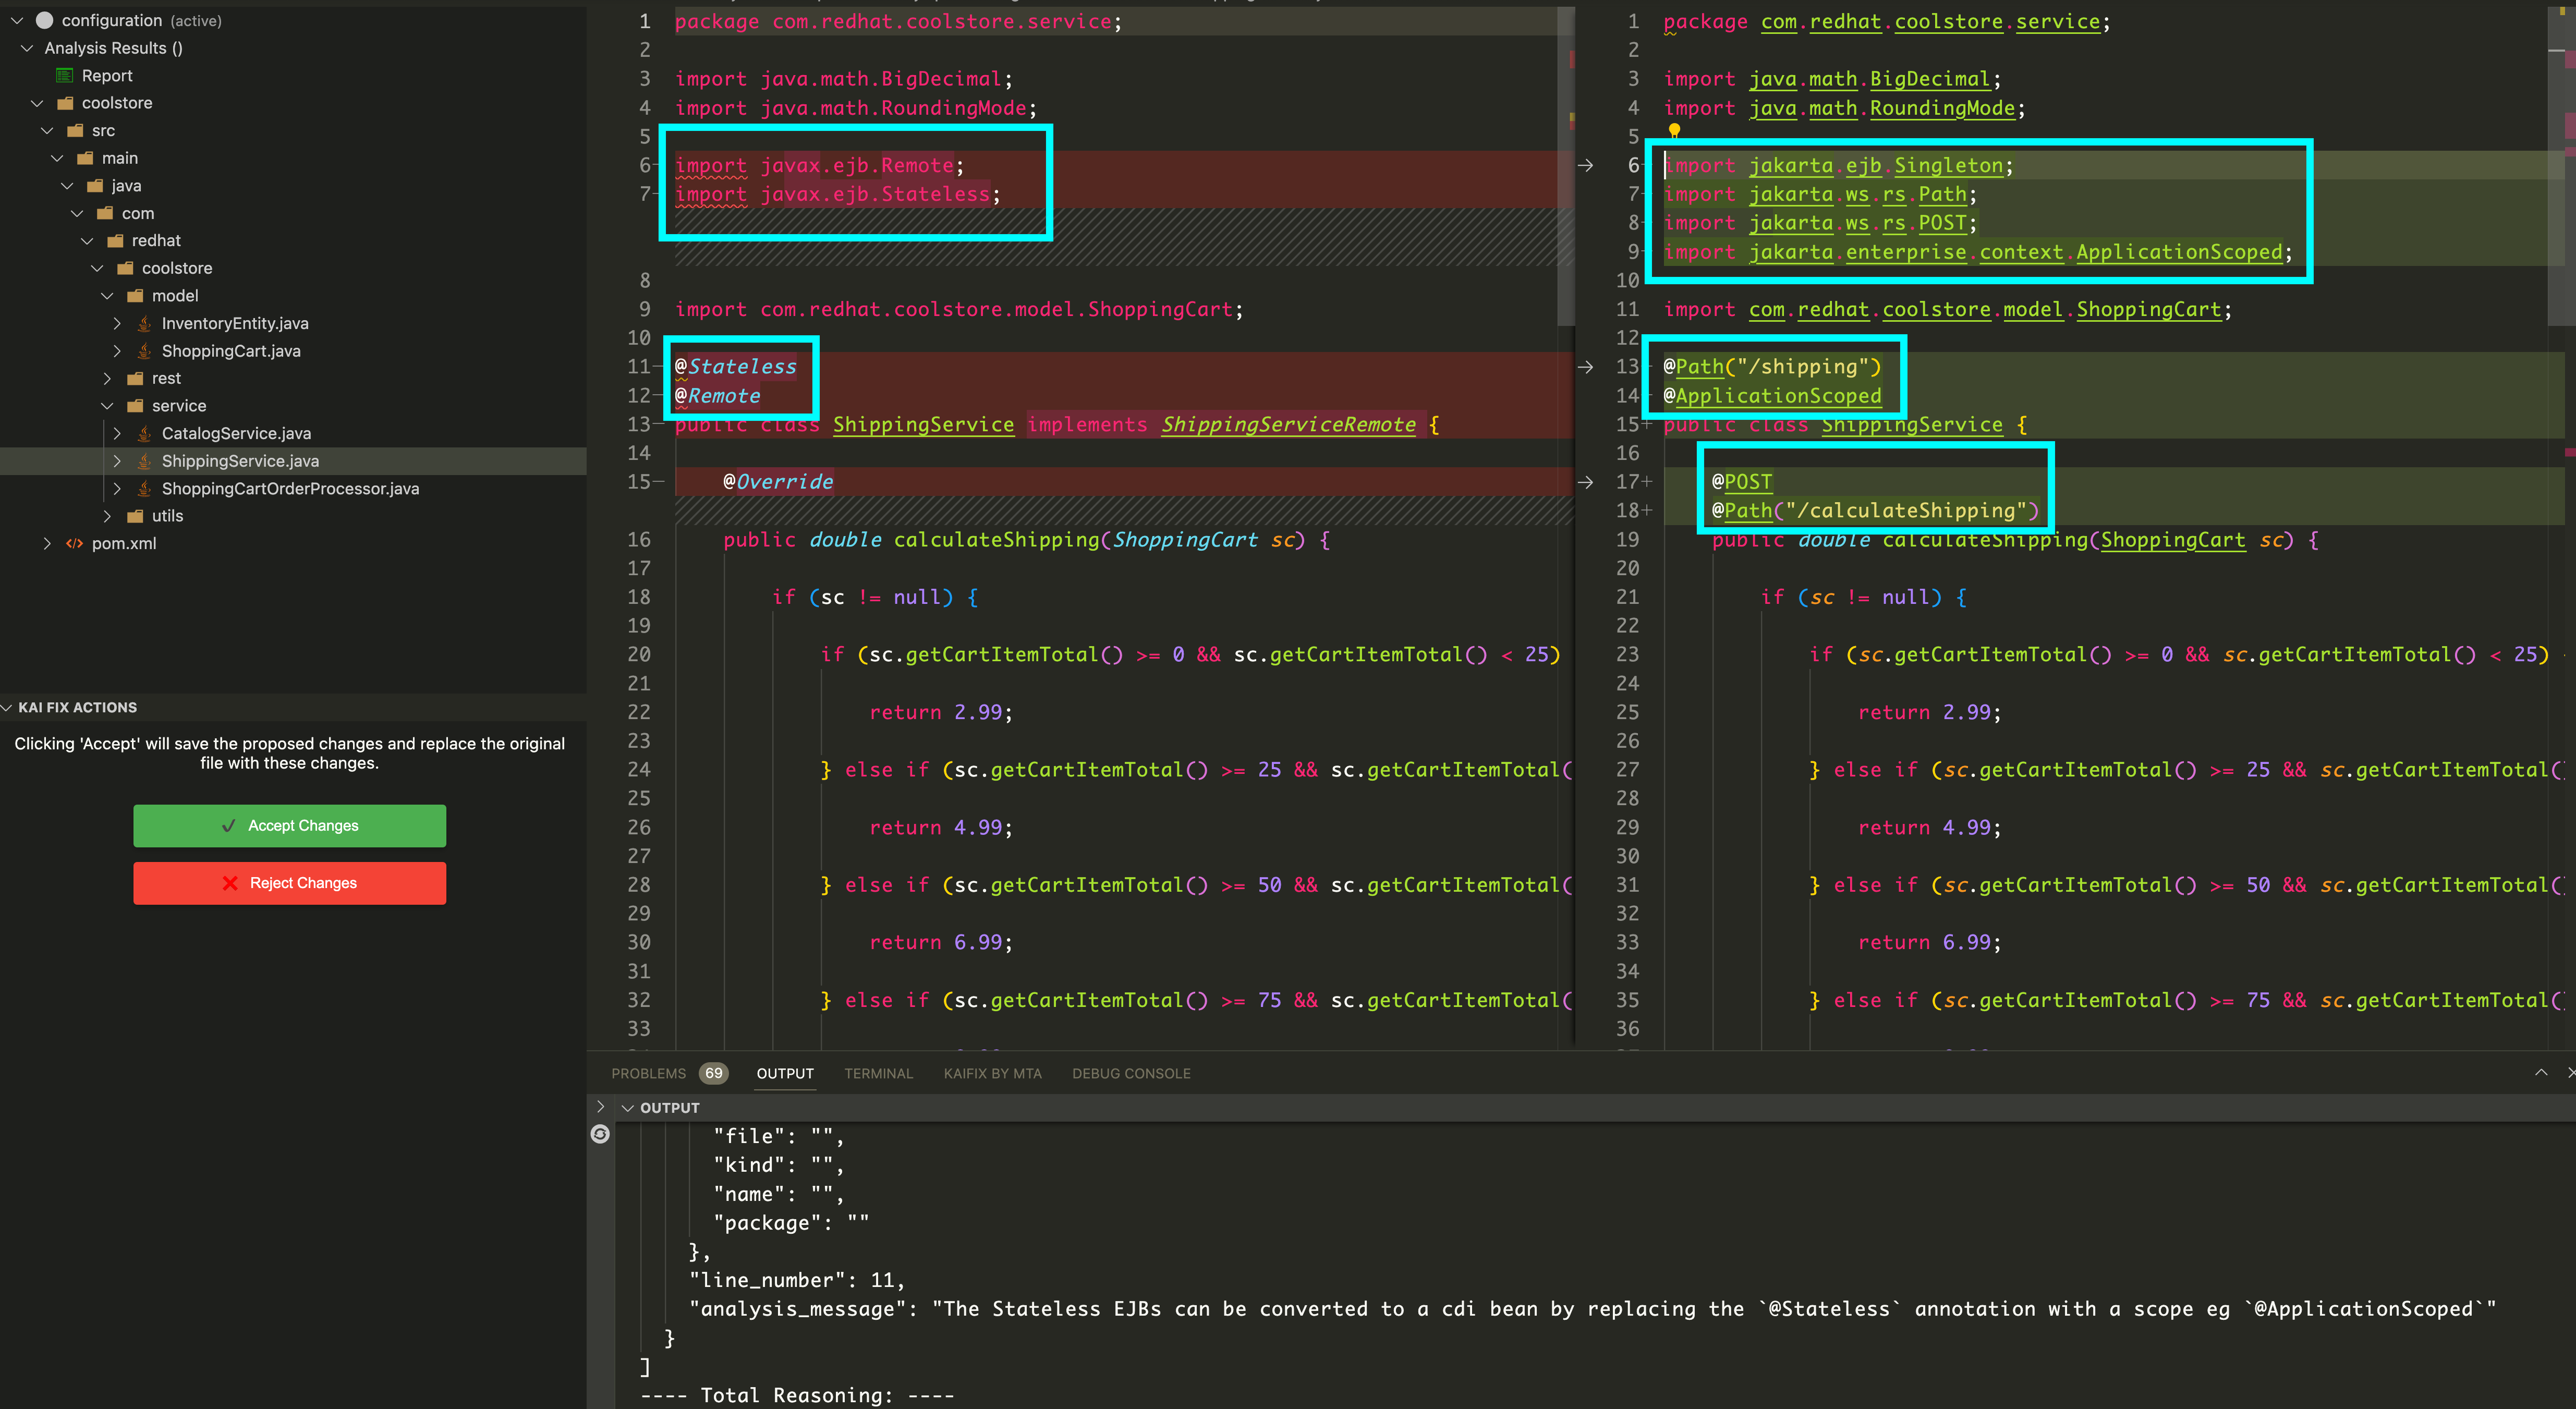 configuration (active)
Analysis Results ()
Report
coolstore
src
main
java
com
redhat
coolstore
model
InventoryEntity.java
ShoppingCart.java
rest
service
CatalogService.java
ShippingService.java
ShoppingCartOrderProcessor.java
utils
pom.xml
KAI FIX ACTIONS
Clicking 'Accept' will save the proposed changes and replace the original
file with these changes.
Accept Changes
Reject Changes
1 package com.redhat.coolstore.service;
2
3 import java.math.BigDecimal;
4 import java.math.RoundingMode;
5
6- import javax.ejb.Remote;
7- import javax.ejb.Stateless;
8
9 import com.redhat.coolstore.model.ShoppingCart;
10
11- @Stateless
12- @Remote
13- public class ShippingService implements ShippingServiceRemote {
14
15- @Override
16 public double calculateShipping(ShoppingCart sc) {
17
18 if (sc != null) {
19
20 if (sc.getCartItemTotal() >= 0 && sc.getCartItemTotal() < 25)
21
22 return 2.99;
23
24 } else if (sc.getCartItemTotal() >= 25 && sc.getCartItemTotal(
25
26 return 4.99;
27
28 } else if (sc.getCartItemTotal() >= 50 && sc.getCartItemTotal(
29
30 return 6.99;
31
32 } else if (sc.getCartItemTotal() >= 75 && sc.getCartItemTotal(
33
1 package com.redhat.coolstore.service;
2
3 import java.math.BigDecimal;
4 import java.math.RoundingMode;
5
6 import jakarta.ejb.Singleton;
7 import jakarta.ws.rs.Path;
8 import jakarta.ws.rs.POST;
9 import jakarta.enterprise.context.ApplicationScoped;
10
11 import com.redhat.coolstore.model.ShoppingCart;
12
13 @Path("/shipping")
14 @ApplicationScoped
15+ public class ShippingService {
16
17+ @POST
18+ @Path("/calculateShipping")
19 public double calculateShipping(ShoppingCart sc) {
20
21 if (sc != null) {
22
23 if (sc.getCartItemTotal() >= 0 && sc.getCartItemTotal() < 25)
24
25 return 2.99;
26
27 } else if (sc.getCartItemTotal() >= 25 && sc.getCartItemTotal()
28
29 return 4.99;
30
31 } else if (sc.getCartItemTotal() >= 50 && sc.getCartItemTotal()
32
33 return 6.99;
34
35 } else if (sc.getCartItemTotal() >= 75 && sc.getCartItemTotal()
36
PROBLEMS 69 OUTPUT TERMINAL KAIFIX BY MTA DEBUG CONSOLE
OUTPUT
"file": "",
"kind": "",
"name": "",
"package": ""
},
"line_number": 11,
"analysis_message": "The Stateless EJBs can be converted to a cdi bean by replacing the `@Stateless` annotation with a scope eg `@ApplicationScoped`"
}
]
---- Total Reasoning: ----